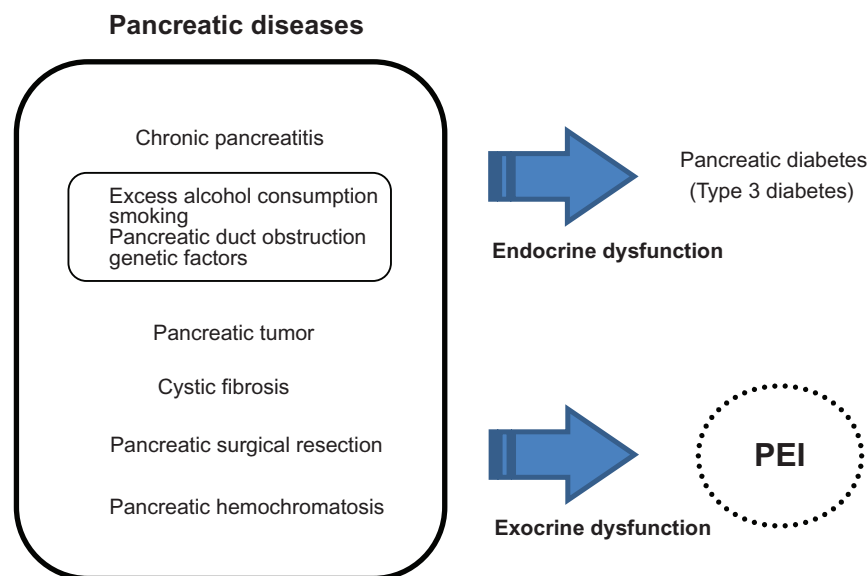 Pancreatic diseases
Chronic pancreatitis
Excess alcohol consumption
smoking
Pancreatic duct obstruction
genetic factors
Pancreatic tumor
Cystic fibrosis
Pancreatic surgical resection
Pancreatic hemochromatosis
Endocrine dysfunction
Pancreatic diabetes
(Type 3 diabetes)
Exocrine dysfunction
PEI